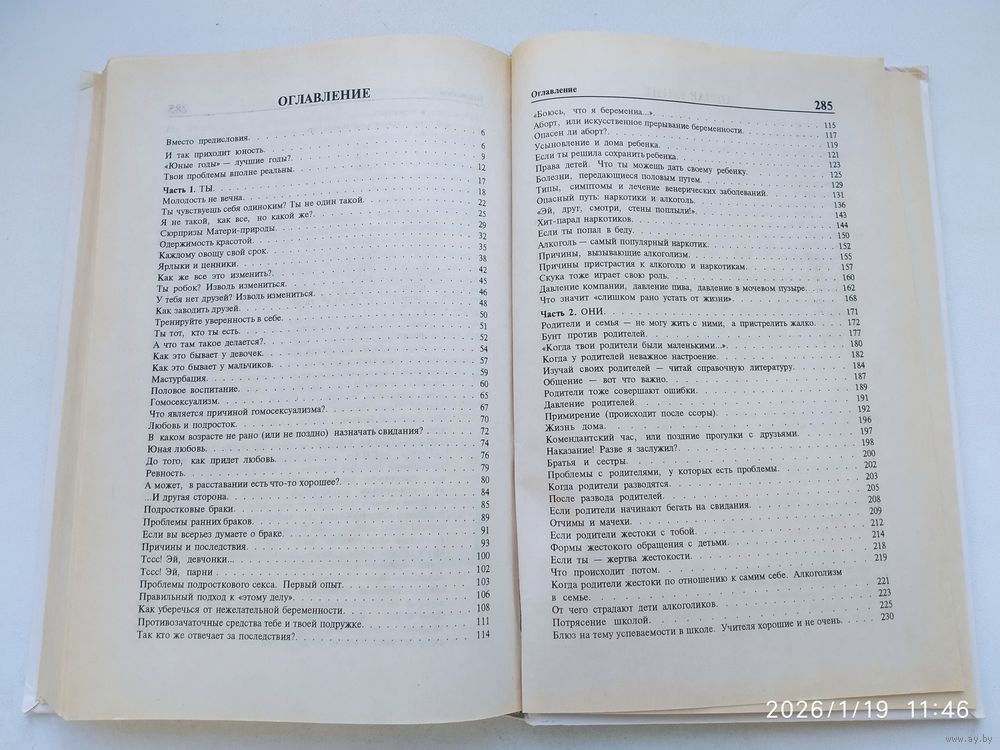 ОГЛАВЛЕНИЕ
Вместо предисловия. 6
И так приходит юность. 6
«Юные годы» — лучшие годы?. 9
Твои проблемы вполне реальны. 12
Часть 1. ТЫ. 17
Молодость не вечна. 18
Ты чувствуешь себя одиноким? Ты не один такой. 22
Я не такой, как все, но какой же?. 25
Сюрпризы Матери-природы. 29
Одержимость красотой. 32
Каждому овощу свой срок. 35
Ярлыки и ценники. 38
Как же все это изменить?. 42
Ты робок? Изволь измениться. 45
У тебя нет друзей? Изволь измениться. 46
Как заводить друзей. 48
Тренируйте уверенность в себе. 50
Ты тот, кто ты есть. 51
А что там такое делается?. 52
Как это бывает у девочек. 54
Как это бывает у мальчиков. 57
Мастурбация. 59
Половое воспитание. 60
Гомосексуализм. 65
Что является причиной гомосексуализма?. 67
Любовь и подросток. 70
В каком возрасте не рано (или не поздно) назначать свидания? 72
Юная любовь. 74
До того, как придет любовь. 76
Ревность. 79
А может, в расставании есть что-то хорошее?. 80
...И другая сторона. 84
Подростковые браки. 85
Проблемы ранних браков. 89
Если вы всерьез думаете о браке. 91
Причины и последствия. 93
Тссс! Эй, девчонки... 100
Тссс! Эй, парни 102
Проблемы подросткового секса. Первый опыт. 103
Правильный подход к «этому делу». 106
Как уберечься от нежелательной беременности. 108
Противозачаточные средства тебе и твоей подружке. 111
Так кто же отвечает за последствия?. 114
Оглавление 285
«Боюсь, что я беременна...». 115
Аборт, или искусственное прерывание беременности. 117
Опасен ли аборт?. 119
Усыновление и дома ребенка. 121
Если ты решила сохранить ребенка. 123
Права детей. Что ты можешь дать своему ребенку. 125
Болезни, передающиеся половым путем. 129
Типы, симптомы и лечение венерических заболеваний. 131
Опасный путь: наркотики и алкоголь. 136
«Эй, друг, смотри, стены поплыли!». 143
Хит-парад наркотиков. 144
Если ты попал в беду. 150
Алкоголь — самый популярный наркотик. 152
Причины, вызывающие алкоголизм. 155
Причины пристрастия к алкоголю и наркотикам. 157
Скука тоже играет свою роль. 160
Давление компании, давление пива, давление в мочевом пузыре. 162
Что значит «слишком рано устать от жизни». 168
Часть 2. ОНИ. 171
Родители и семья — не могу жить с ними, а пристрелить жалко. 172
Бунт против родителей. 177
«Когда твои родители были маленькими...». 180
Когда у родителей неважное настроение. 182
Изучай своих родителей — читай справочную литературу. 184
Общение — вот что важно. 187
Родители тоже совершают ошибки. 189
Давление родителей. 191
Примирение (происходит после ссоры). 192
Жизнь дома. 196
Комендантский час, или поздние прогулки с друзьями. 197
Наказание! Разве я заслужил?. 198
Братья и сестры. 200
Проблемы с родителями, у которых есть проблемы. 202
Когда родители разводятся. 203
После развода родителей. 205
Если родители начинают бегать на свидания. 208
Отчимы и мачехи. 209
Если родители жестоки с тобой. 212
Формы жестокого обращения с детьми. 214
Если ты — жертва жестокости. 218
Что происходит потом. 219
Когда родители жестоки по отношению к самим себе. Алкоголизм
в семье. 221
От чего страдают дети алкоголиков. 223
Потрясение школой. 225
Блюз на тему успеваемости в школе. Учителя хорошие и не очень. 230
2026/1/19 11:46
www.ay.by